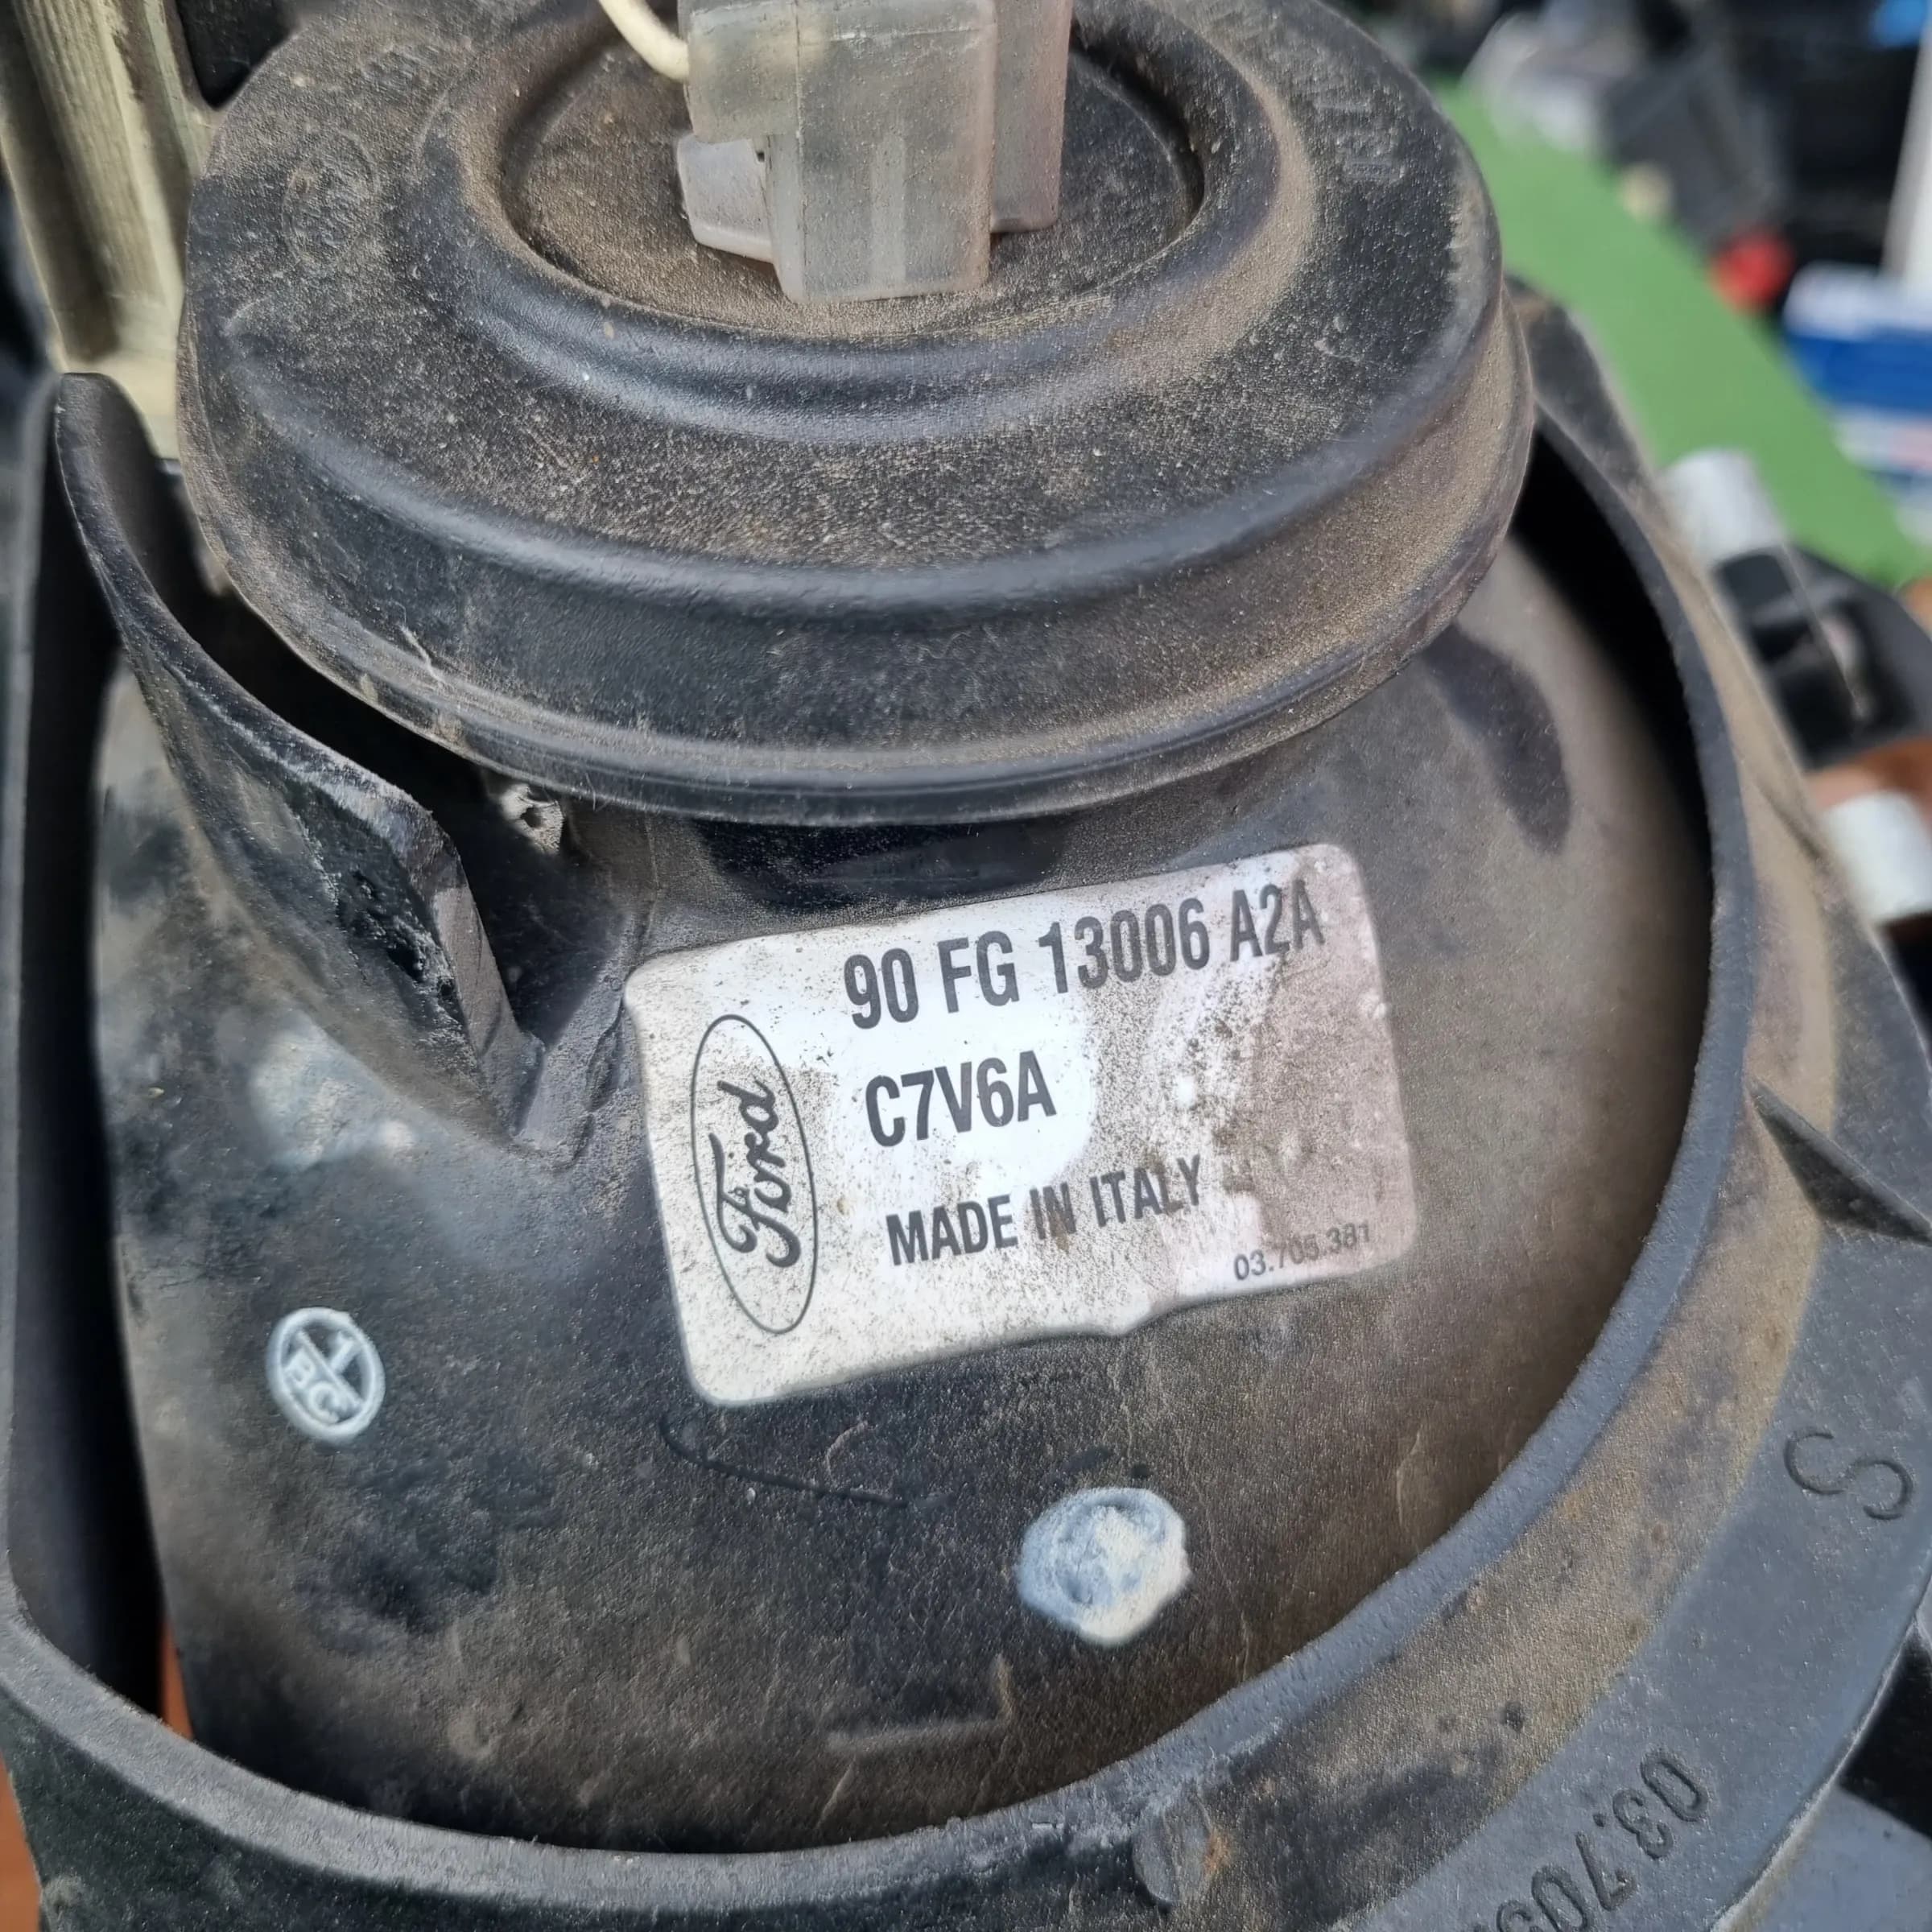 90 FG 13006 A2A
C7V6A
Ford
MADE IN ITALY
03.705.381
S